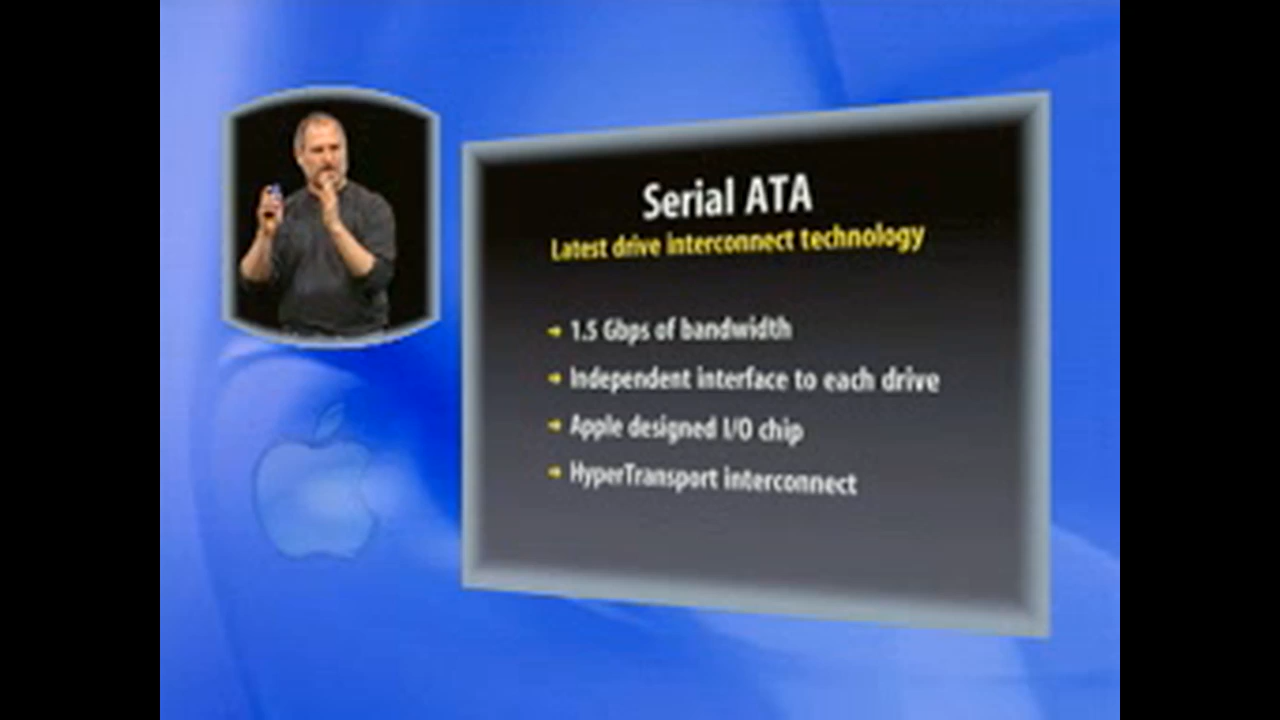 Serial ATA
Latest drive interconnect technology
1.5 Gbps of bandwidth
Independent interface to each drive
Apple designed I/O chip
HyperTransport interconnect